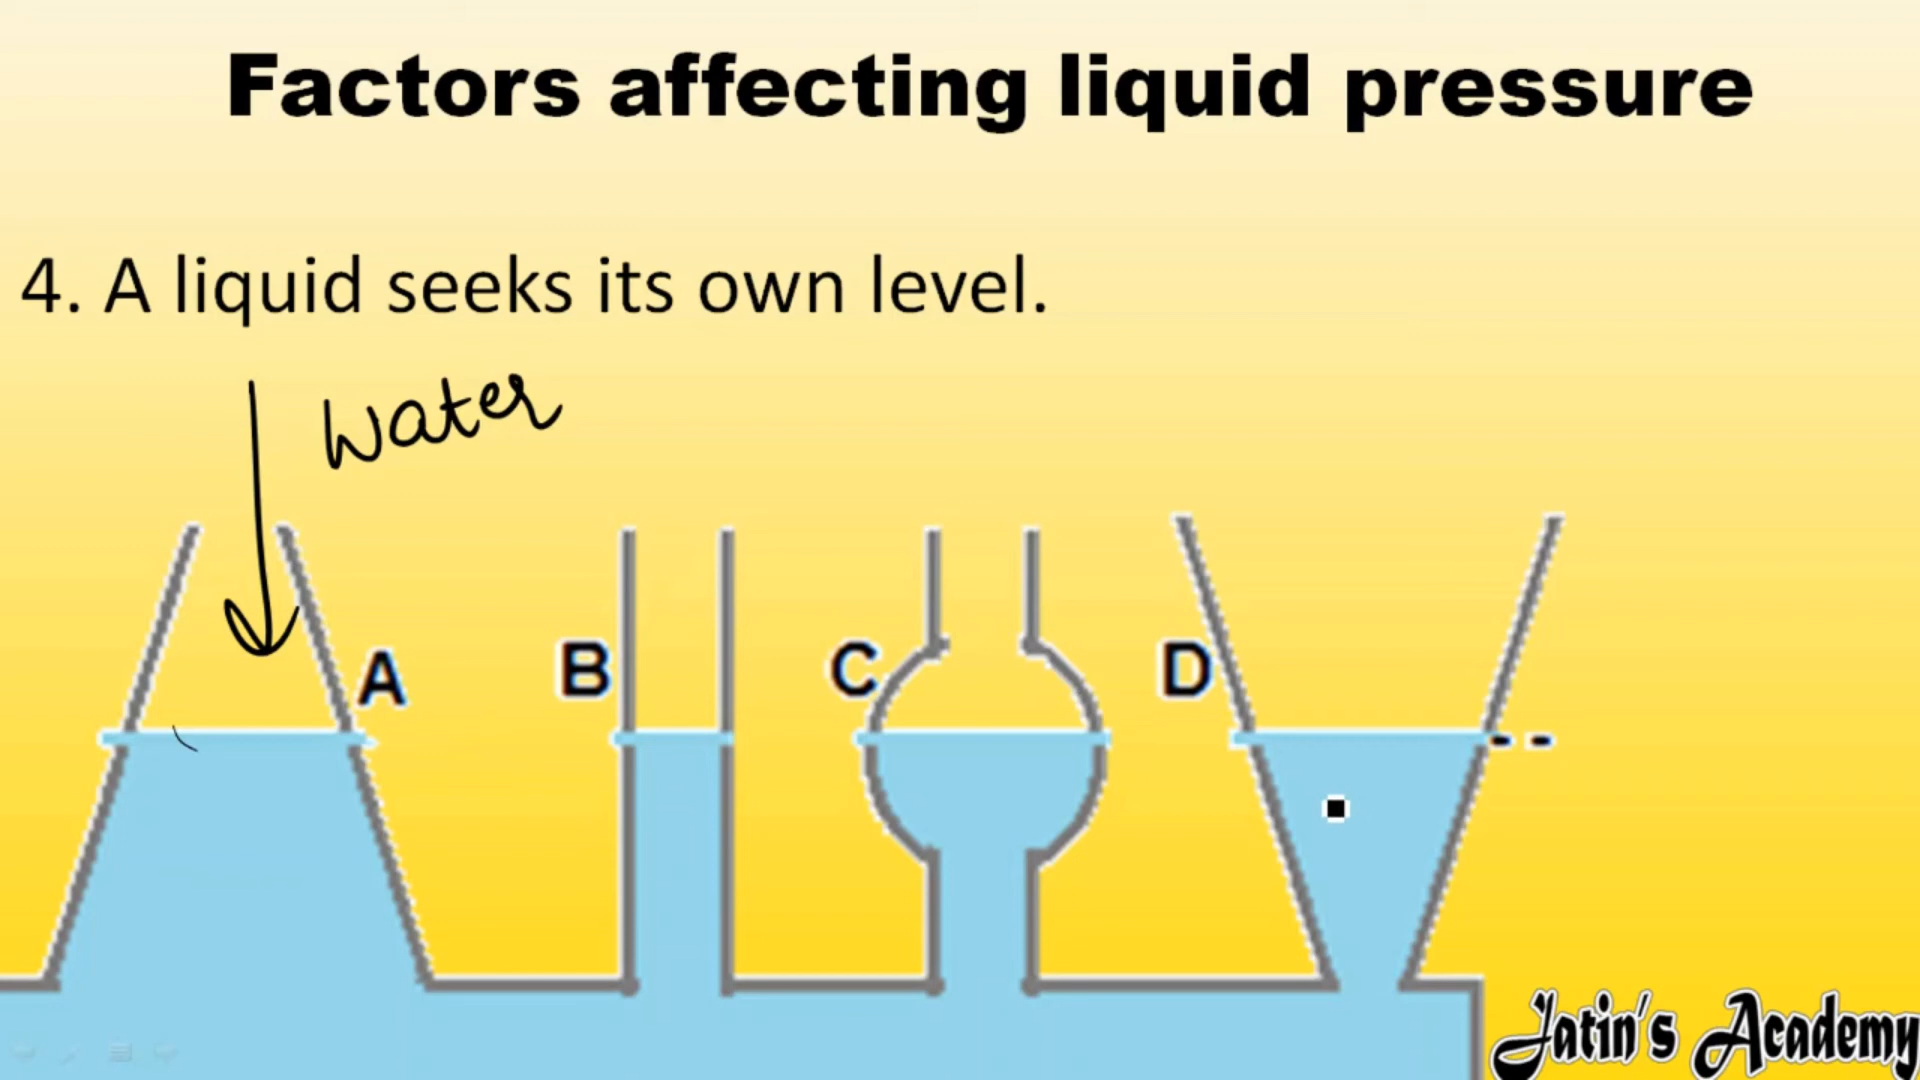 Factors affecting liquid pressure
4. A liquid seeks its own level.
Water
A
B
C
D
Jatin's Academy